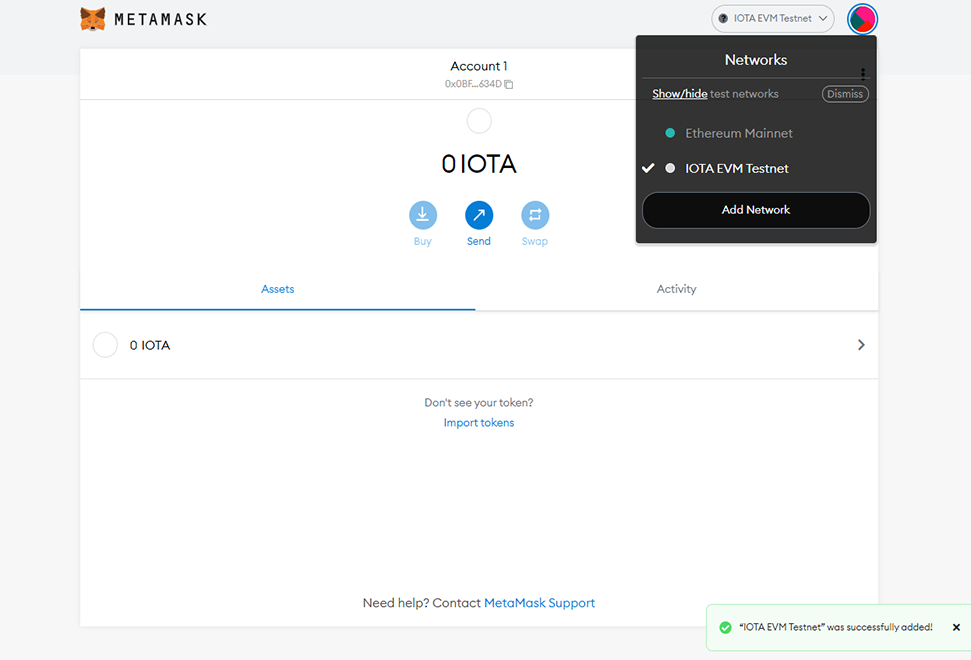 METAMASK
IOTA EVM Testnet
Networks
Show/hide test networks
Dismiss
Ethereum Mainnet
IOTA EVM Testnet
Add Network
Account 1
0x0BF...634D
0 IOTA
Buy
Send
Swap
Assets
Activity
0 IOTA
Don't see your token?
Import tokens
Need help? Contact MetaMask Support
“IOTA EVM Testnet” was successfully added!